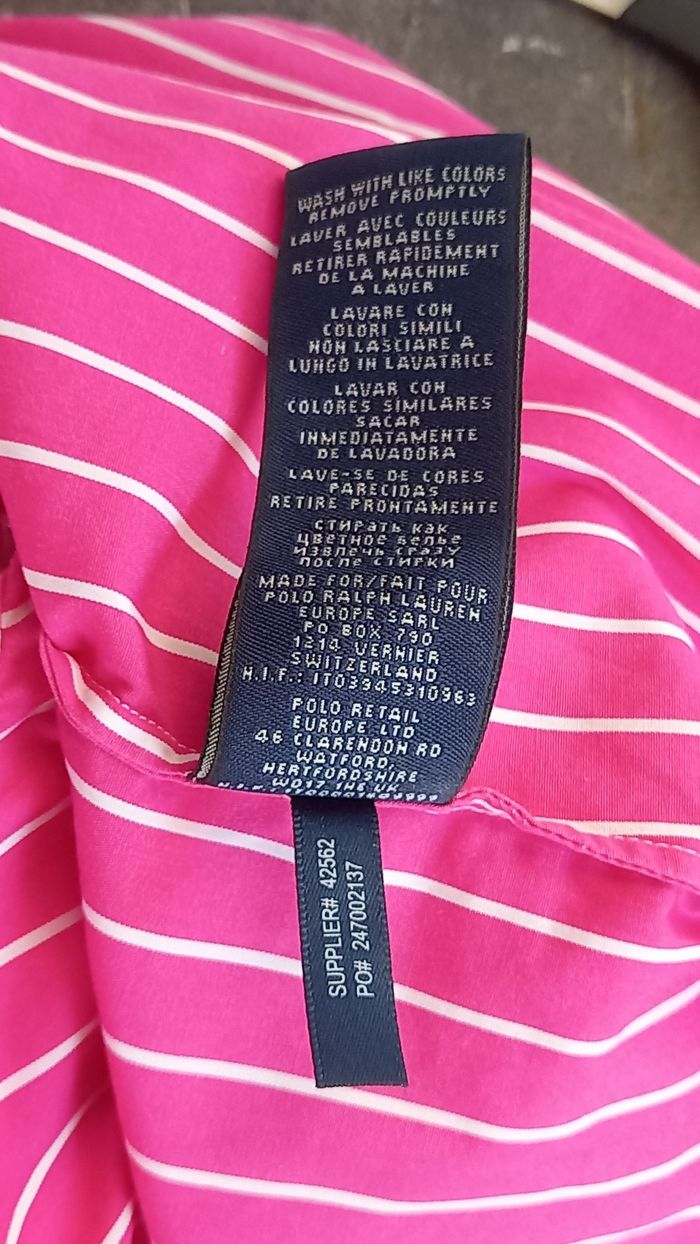 WASH WITH LIKE COLORS
REMOVE PROMPTLY
LAVER AVEC COULEURS
SEMBLABLES
RETIRER RAPIDEMENT
DE LA MACHINE
A LAVER
LAVARE CON
COLORI SIMILI
NON LASCIARE A
LUNGO IN LAVATRICE
LAVAR CON
COLORES SIMILARES
SACAR
INMEDIATAMENTE
DE LAVADORA
LAVE-SE DE CORES
PARECIDAS
RETIRE PRONTAMENTE
стирать как
цветное белье
извлечь сразу
после стирки
MADE FOR/FAIT POUR
POLO RALPH LAUREN
EUROPE SARL
PO BOX 790
1214 VERNIER
SWITZERLAND
N.I.F.: IT03945310963
POLO RETAIL
EUROPE LTD
46 CLARENDON RD
WATFORD,
HERTFORDSHIRE
WD17 1HE UK
SUPPLIER# 42562
PO# 247002137